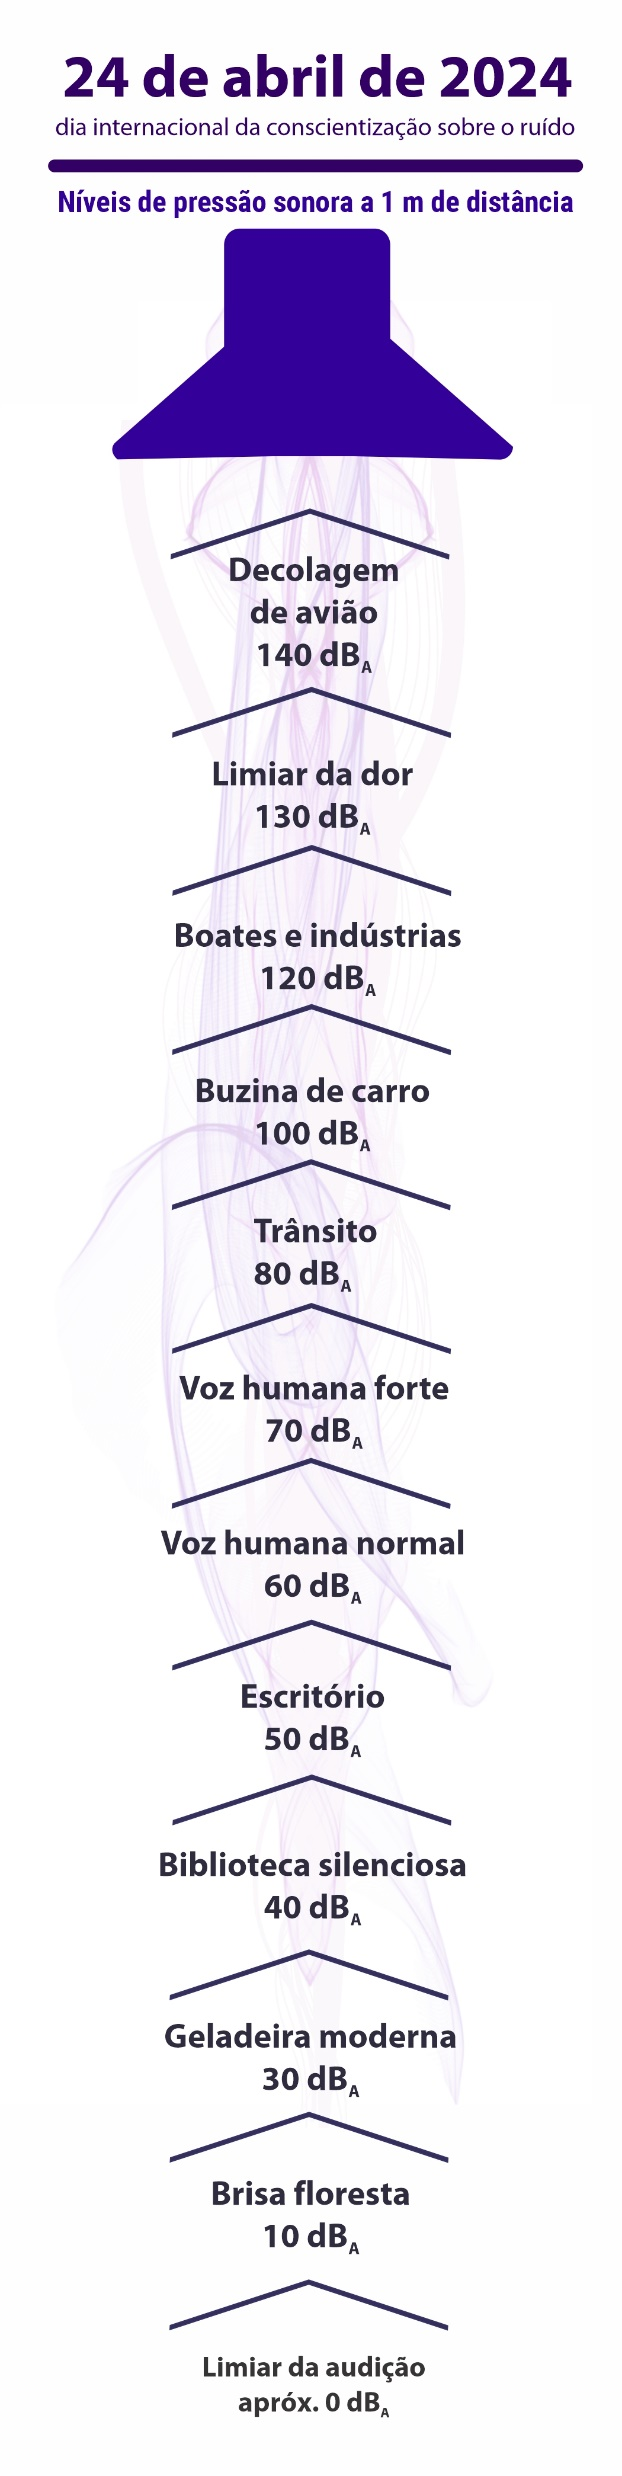 24 de abril de 2024
dia internacional da conscientização sobre o ruído
Níveis de pressão sonora a 1 m de distância
Decolagem
de avião
140 dBA
Limiar da dor
130 dBA
Boates e indústrias
120 dBA
Buzina de carro
100 dBA
Trânsito
80 dBA
Voz humana forte
70 dBA
Voz humana normal
60 dBA
Escritório
50 dBA
Biblioteca silenciosa
40 dBA
Geladeira moderna
30 dBA
Brisa floresta
10 dBA
Limiar da audição
apróx. 0 dBA